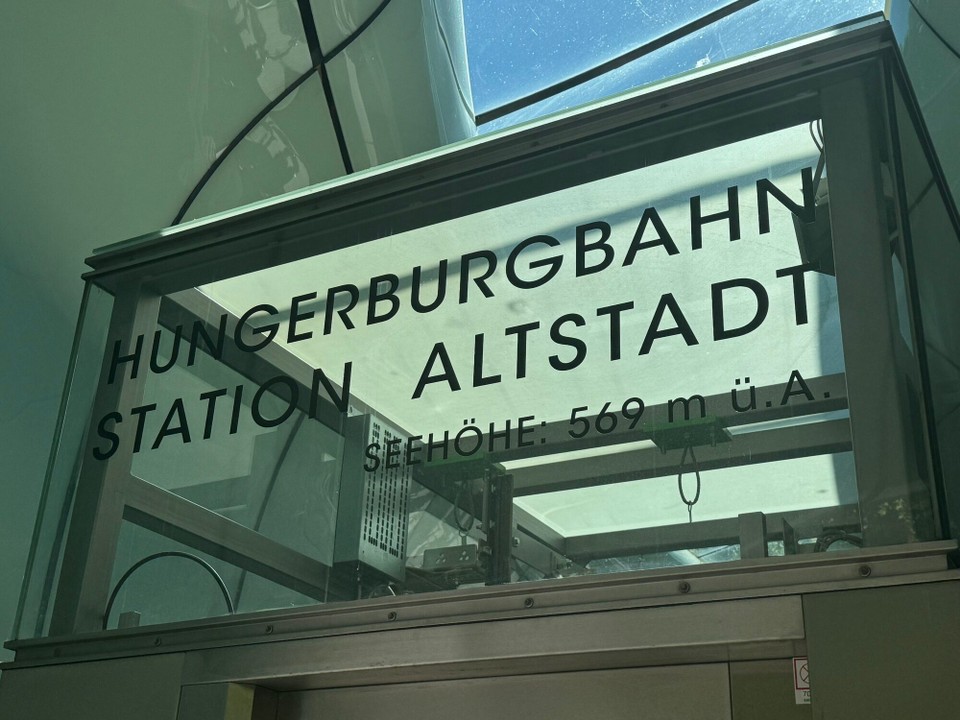 HUNGERBURGBAHN
STATION ALTSTADT
SEEHÖHE: 569 m ü.A.